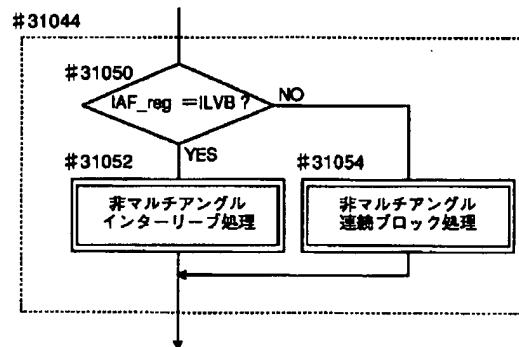 #31044
#31050
IAF_reg =ILVB ?
NO
YES
#31052
#31054
非マルチアングル
インターリーブ処理
非マルチアングル
連続ブロック処理